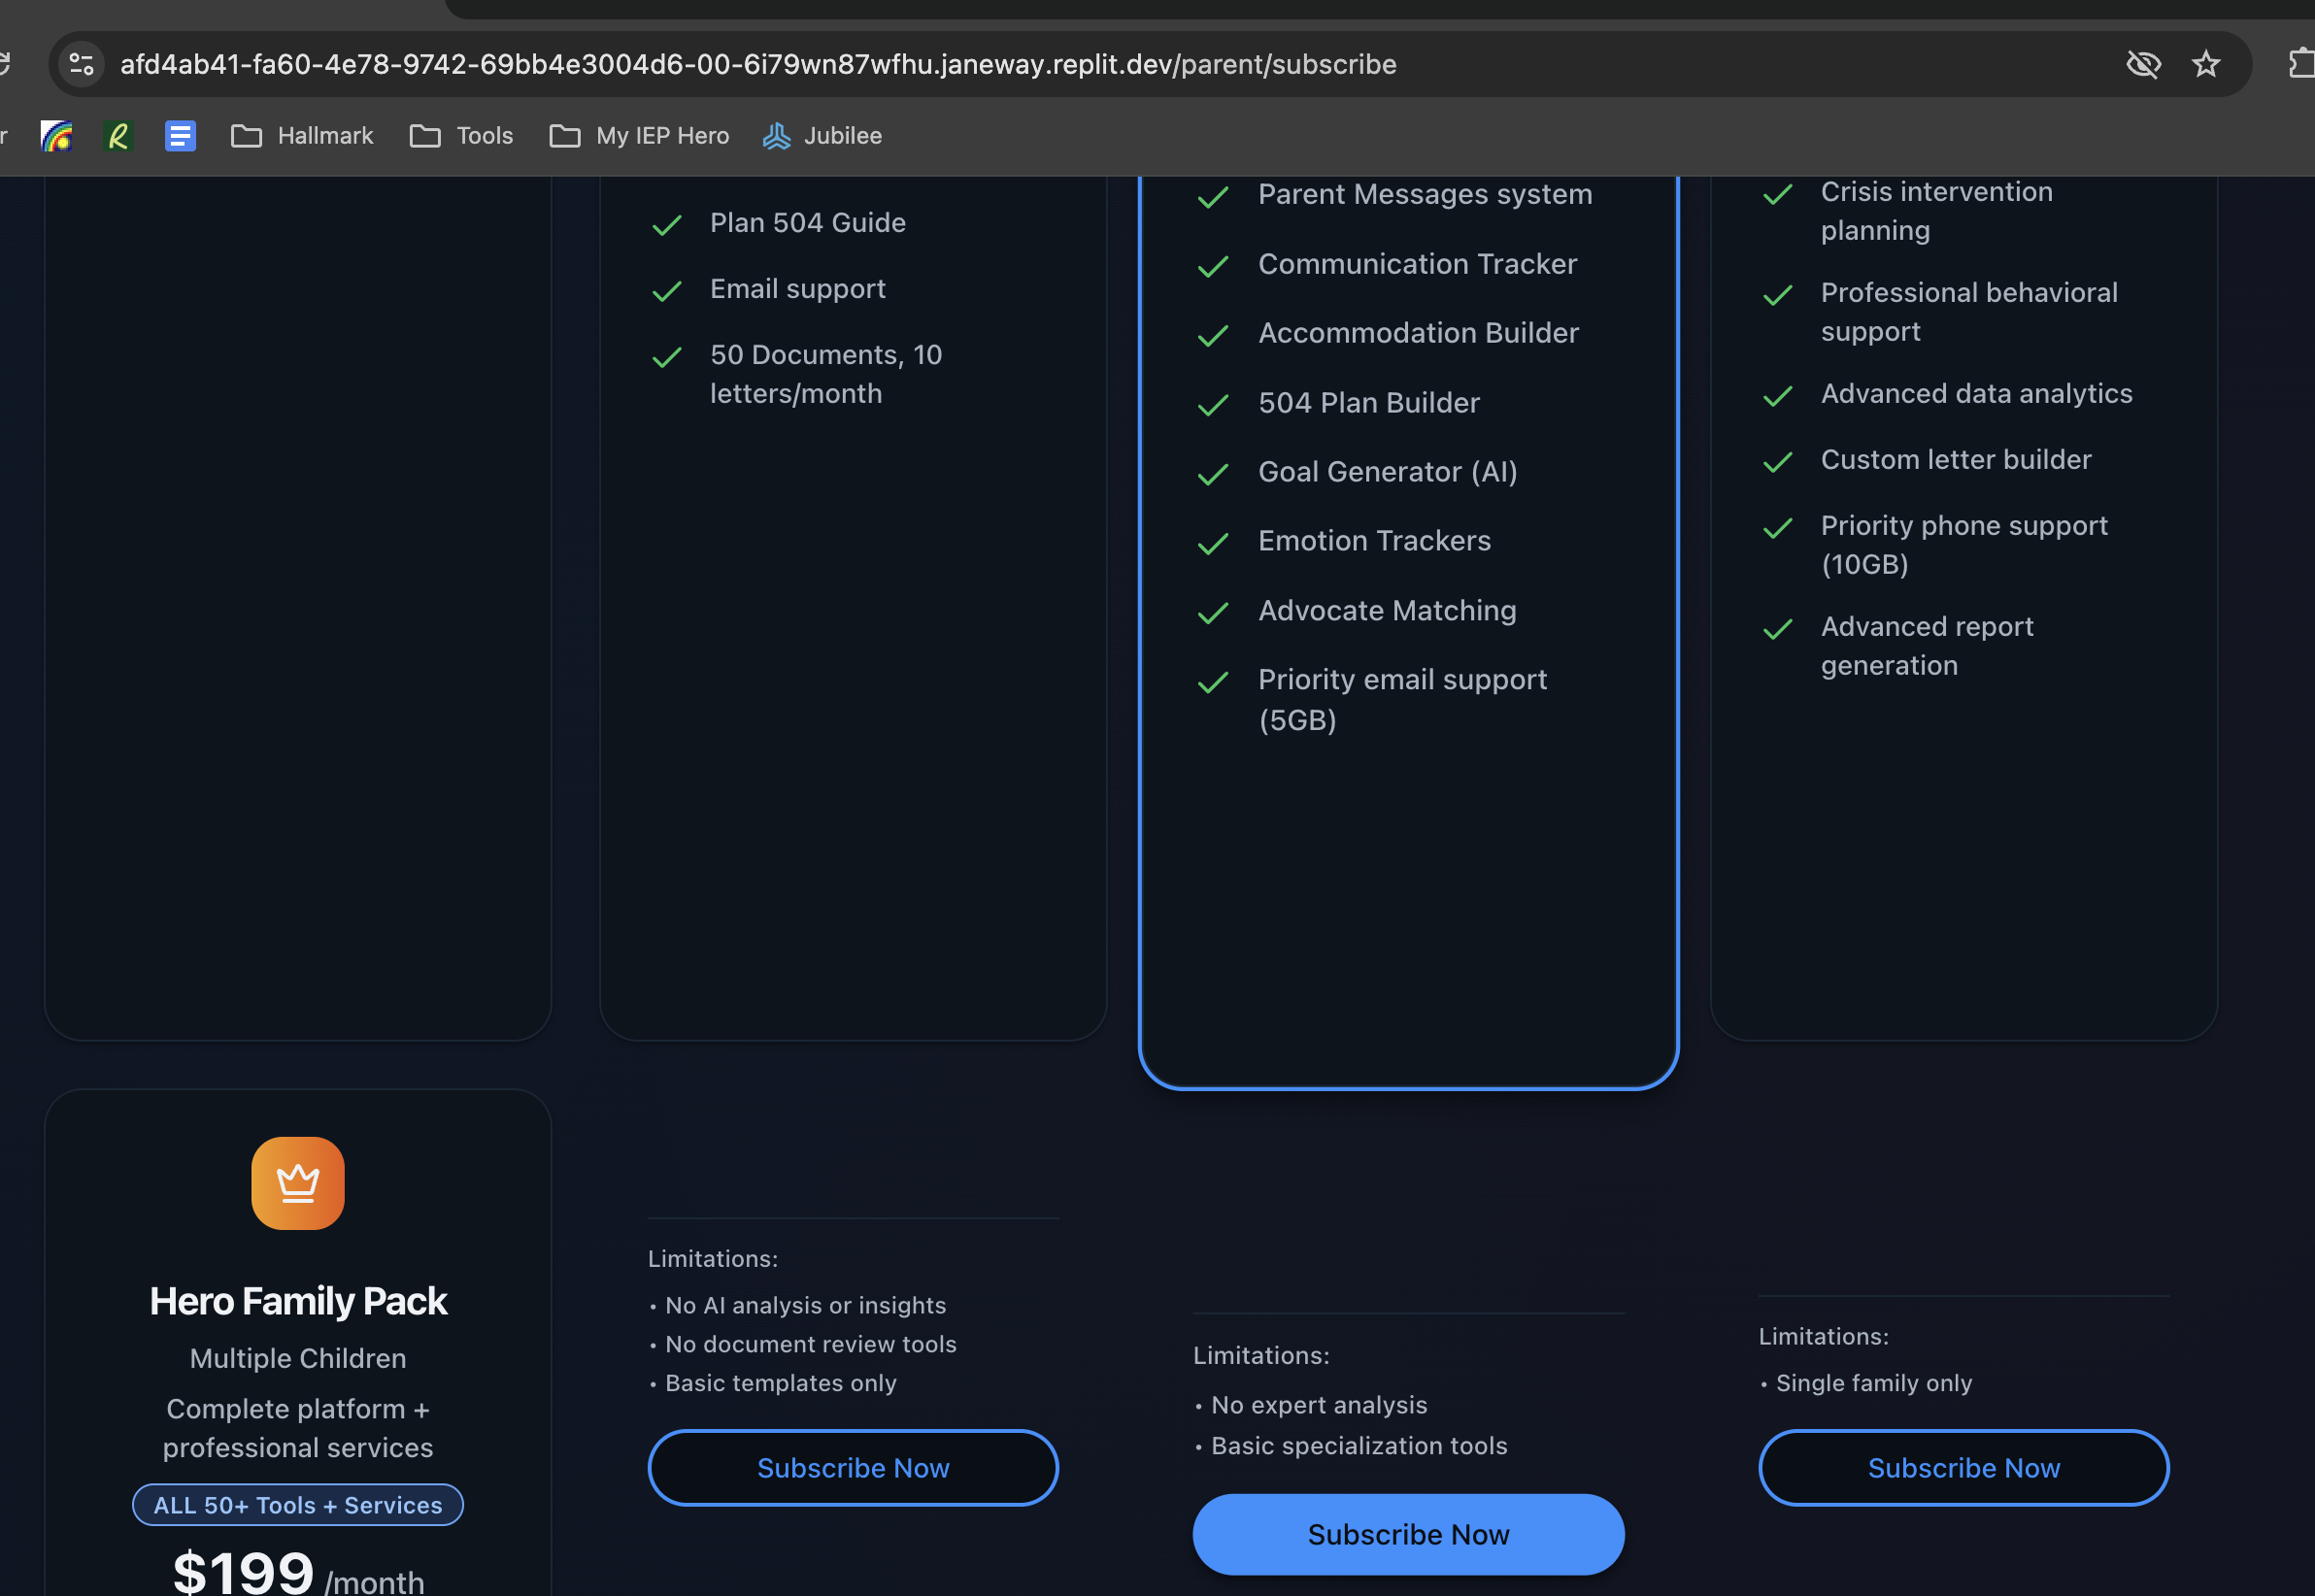 afd4ab41-fa60-4e78-9742-69bb4e3004d6-00-6i79wn87wfhu.janeway.replit.dev/parent/subscribe
r
Hallmark
Tools
My IEP Hero
Jubilee
Plan 504 Guide
Email support
50 Documents, 10
letters/month
Parent Messages system
Communication Tracker
Accommodation Builder
504 Plan Builder
Goal Generator (AI)
Emotion Trackers
Advocate Matching
Priority email support
(5GB)
Crisis intervention
planning
Professional behavioral
support
Advanced data analytics
Custom letter builder
Priority phone support
(10GB)
Advanced report
generation
Hero Family Pack
Multiple Children
Complete platform +
professional services
ALL 50+ Tools + Services
$199 /month
Limitations:
• No AI analysis or insights
• No document review tools
• Basic templates only
Subscribe Now
Limitations:
• No expert analysis
• Basic specialization tools
Subscribe Now
Limitations:
• Single family only
Subscribe Now